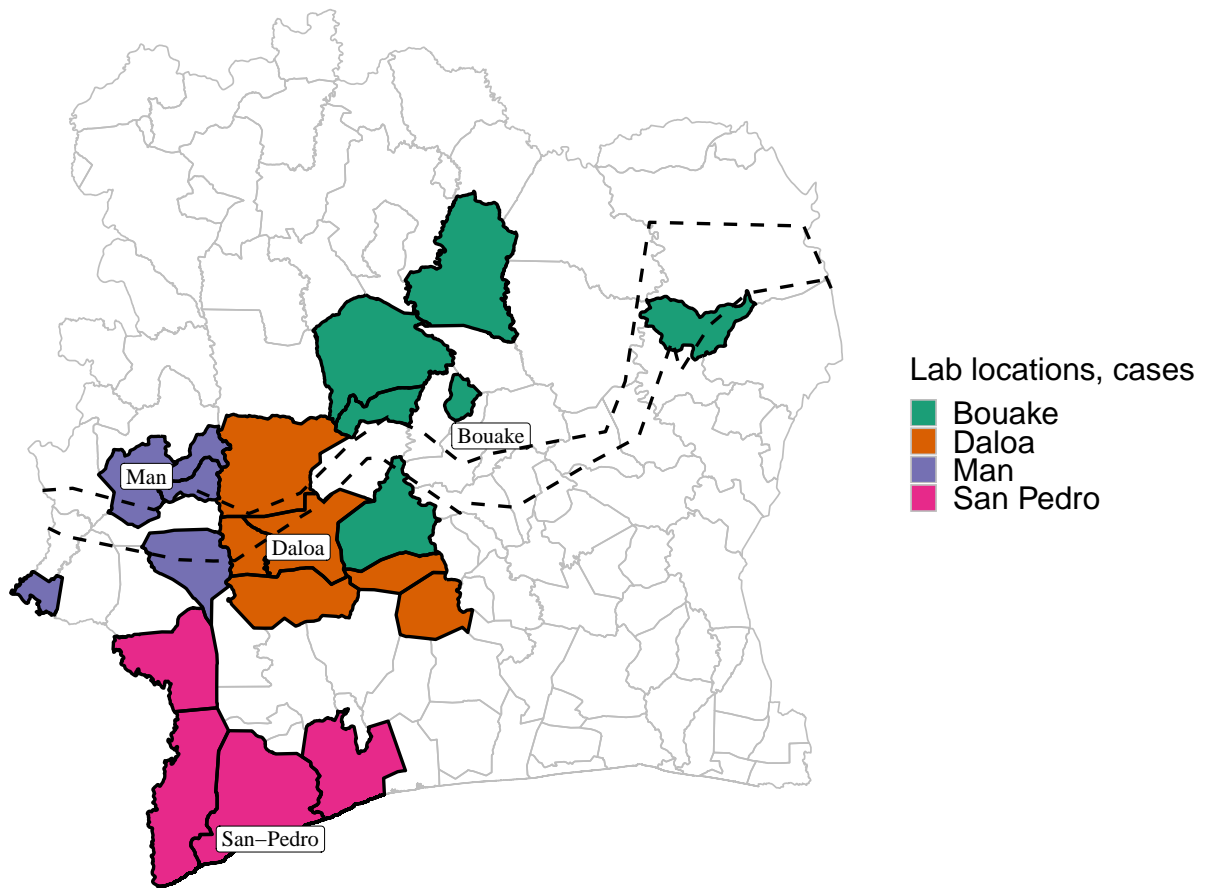 Bouake
Man
Daloa
San−Pedro
Lab locations, cases
Bouake
Daloa
Man
San Pedro